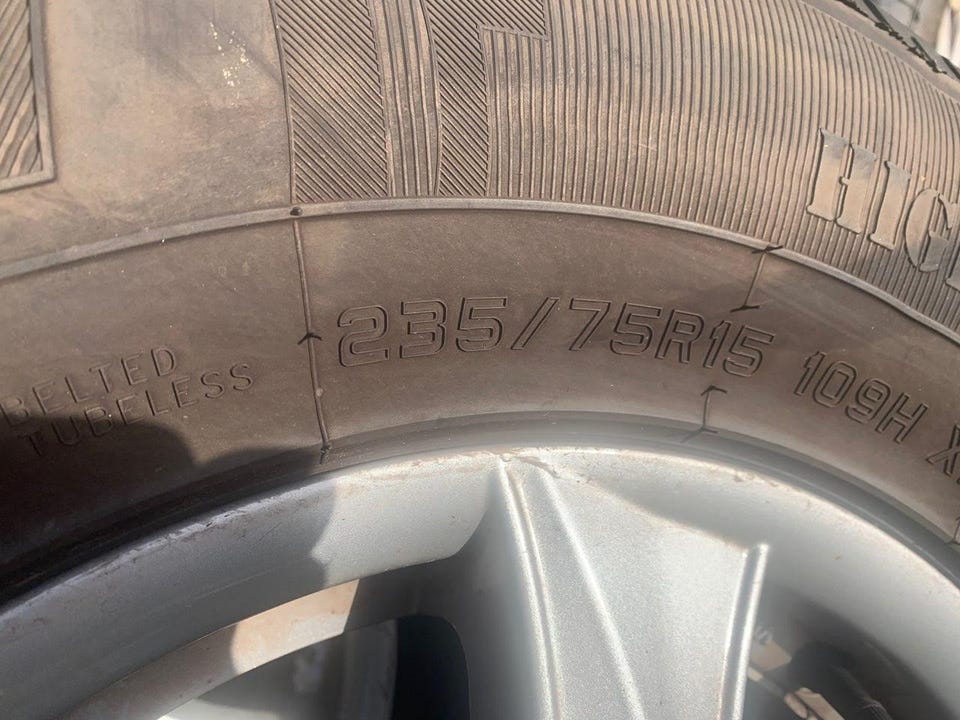 HIG
235/75R15 109H X
BELTED
TUBELESS